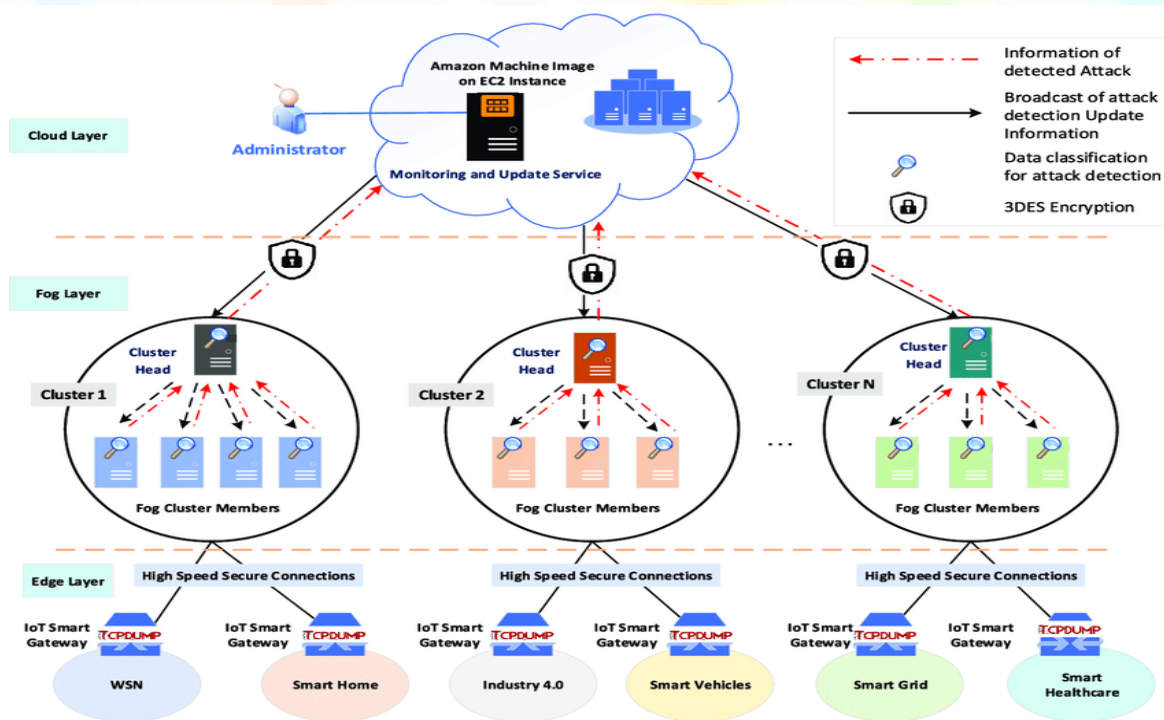 Amazon Machine Image
on EC2 Instance
Administrator
Monitoring and Update Service
Cloud Layer
Information of
detected Attack
Broadcast of attack
detection Update
Information
Data classification
for attack detection
3DES Encryption
Fog Layer
Cluster
Head
Cluster 1
Fog Cluster Members
Cluster
Head
Cluster 2
Fog Cluster Members
...
Cluster
Head
Cluster N
Fog Cluster Members
Edge Layer
High Speed Secure Connections
High Speed Secure Connections
High Speed Secure Connections
IoT Smart
Gateway
TCPDUMP
WSN
IoT Smart
Gateway
TCPDUMP
Smart Home
IoT Smart
Gateway
TCPDUMP
Industry 4.0
IoT Smart
Gateway
TCPDUMP
Smart Vehicles
IoT Smart
Gateway
TCPDUMP
Smart Grid
IoT Smart
Gateway
TCPDUMP
Smart
Healthcare